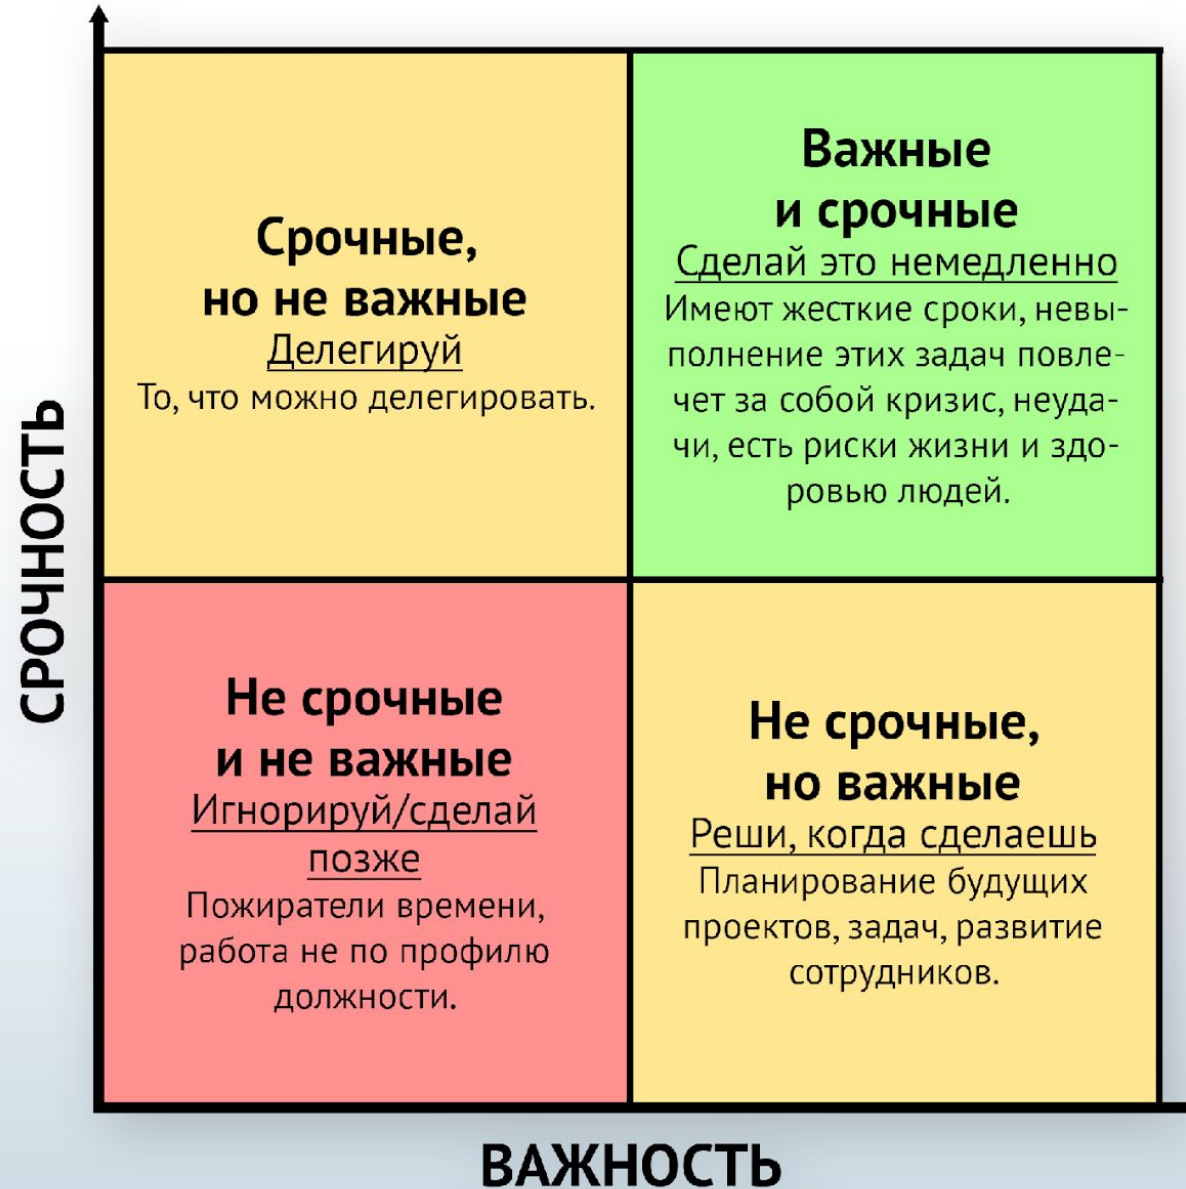 СРОЧНОСТЬ
Срочные,
но не важные
Делегируй
То, что можно делегировать.
Важные
и срочные
Сделай это немедленно
Имеют жесткие сроки, невы-
полнение этих задач повле-
чет за собой кризис, неуда-
чи, есть риски жизни и здо-
ровью людей.
Не срочные
и не важные
Игнорируй/сделай
позже
Пожиратели времени,
работа не по профилю
должности.
Не срочные,
но важные
Реши, когда сделаешь
Планирование будущих
проектов, задач, развитие
сотрудников.
ВАЖНОСТЬ